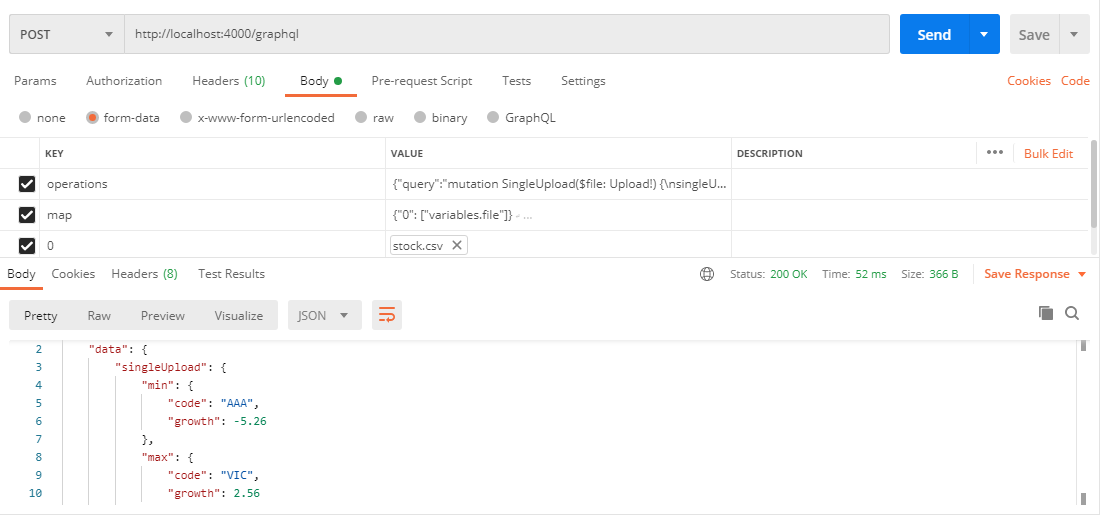 POST http://localhost:4000/graphql Send Save
Params Authorization Headers (10) Body Pre-request Script Tests Settings Cookies Code
none form-data x-www-form-urlencoded raw binary GraphQL
KEY VALUE DESCRIPTION ••• Bulk Edit
operations {"query":"mutation SingleUpload($file: Upload!) {\nsingleU...
map {"0": ["variables.file"]} - ...
0 stock.csv ✕
Body Cookies Headers (8) Test Results Status: 200 OK Time: 52 ms Size: 366 B Save Response
Pretty Raw Preview Visualize JSON
2 "data": {
3 "singleUpload": {
4 "min": {
5 "code": "AAA",
6 "growth": -5.26
7 },
8 "max": {
9 "code": "VIC",
10 "growth": 2.56